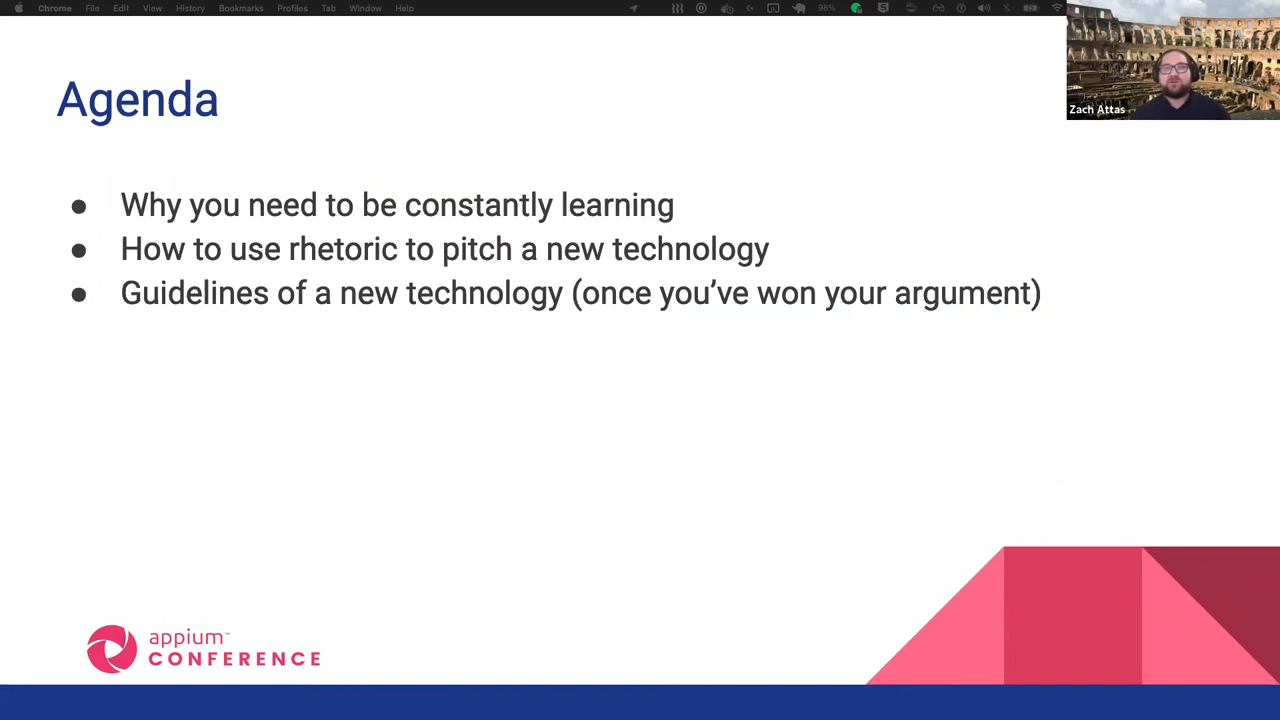 Chrome File Edit View History Bookmarks Profiles Tab Window Help 98%
Zach Attas
Agenda
● Why you need to be constantly learning
● How to use rhetoric to pitch a new technology
● Guidelines of a new technology (once you’ve won your argument)
appium™
CONFERENCE